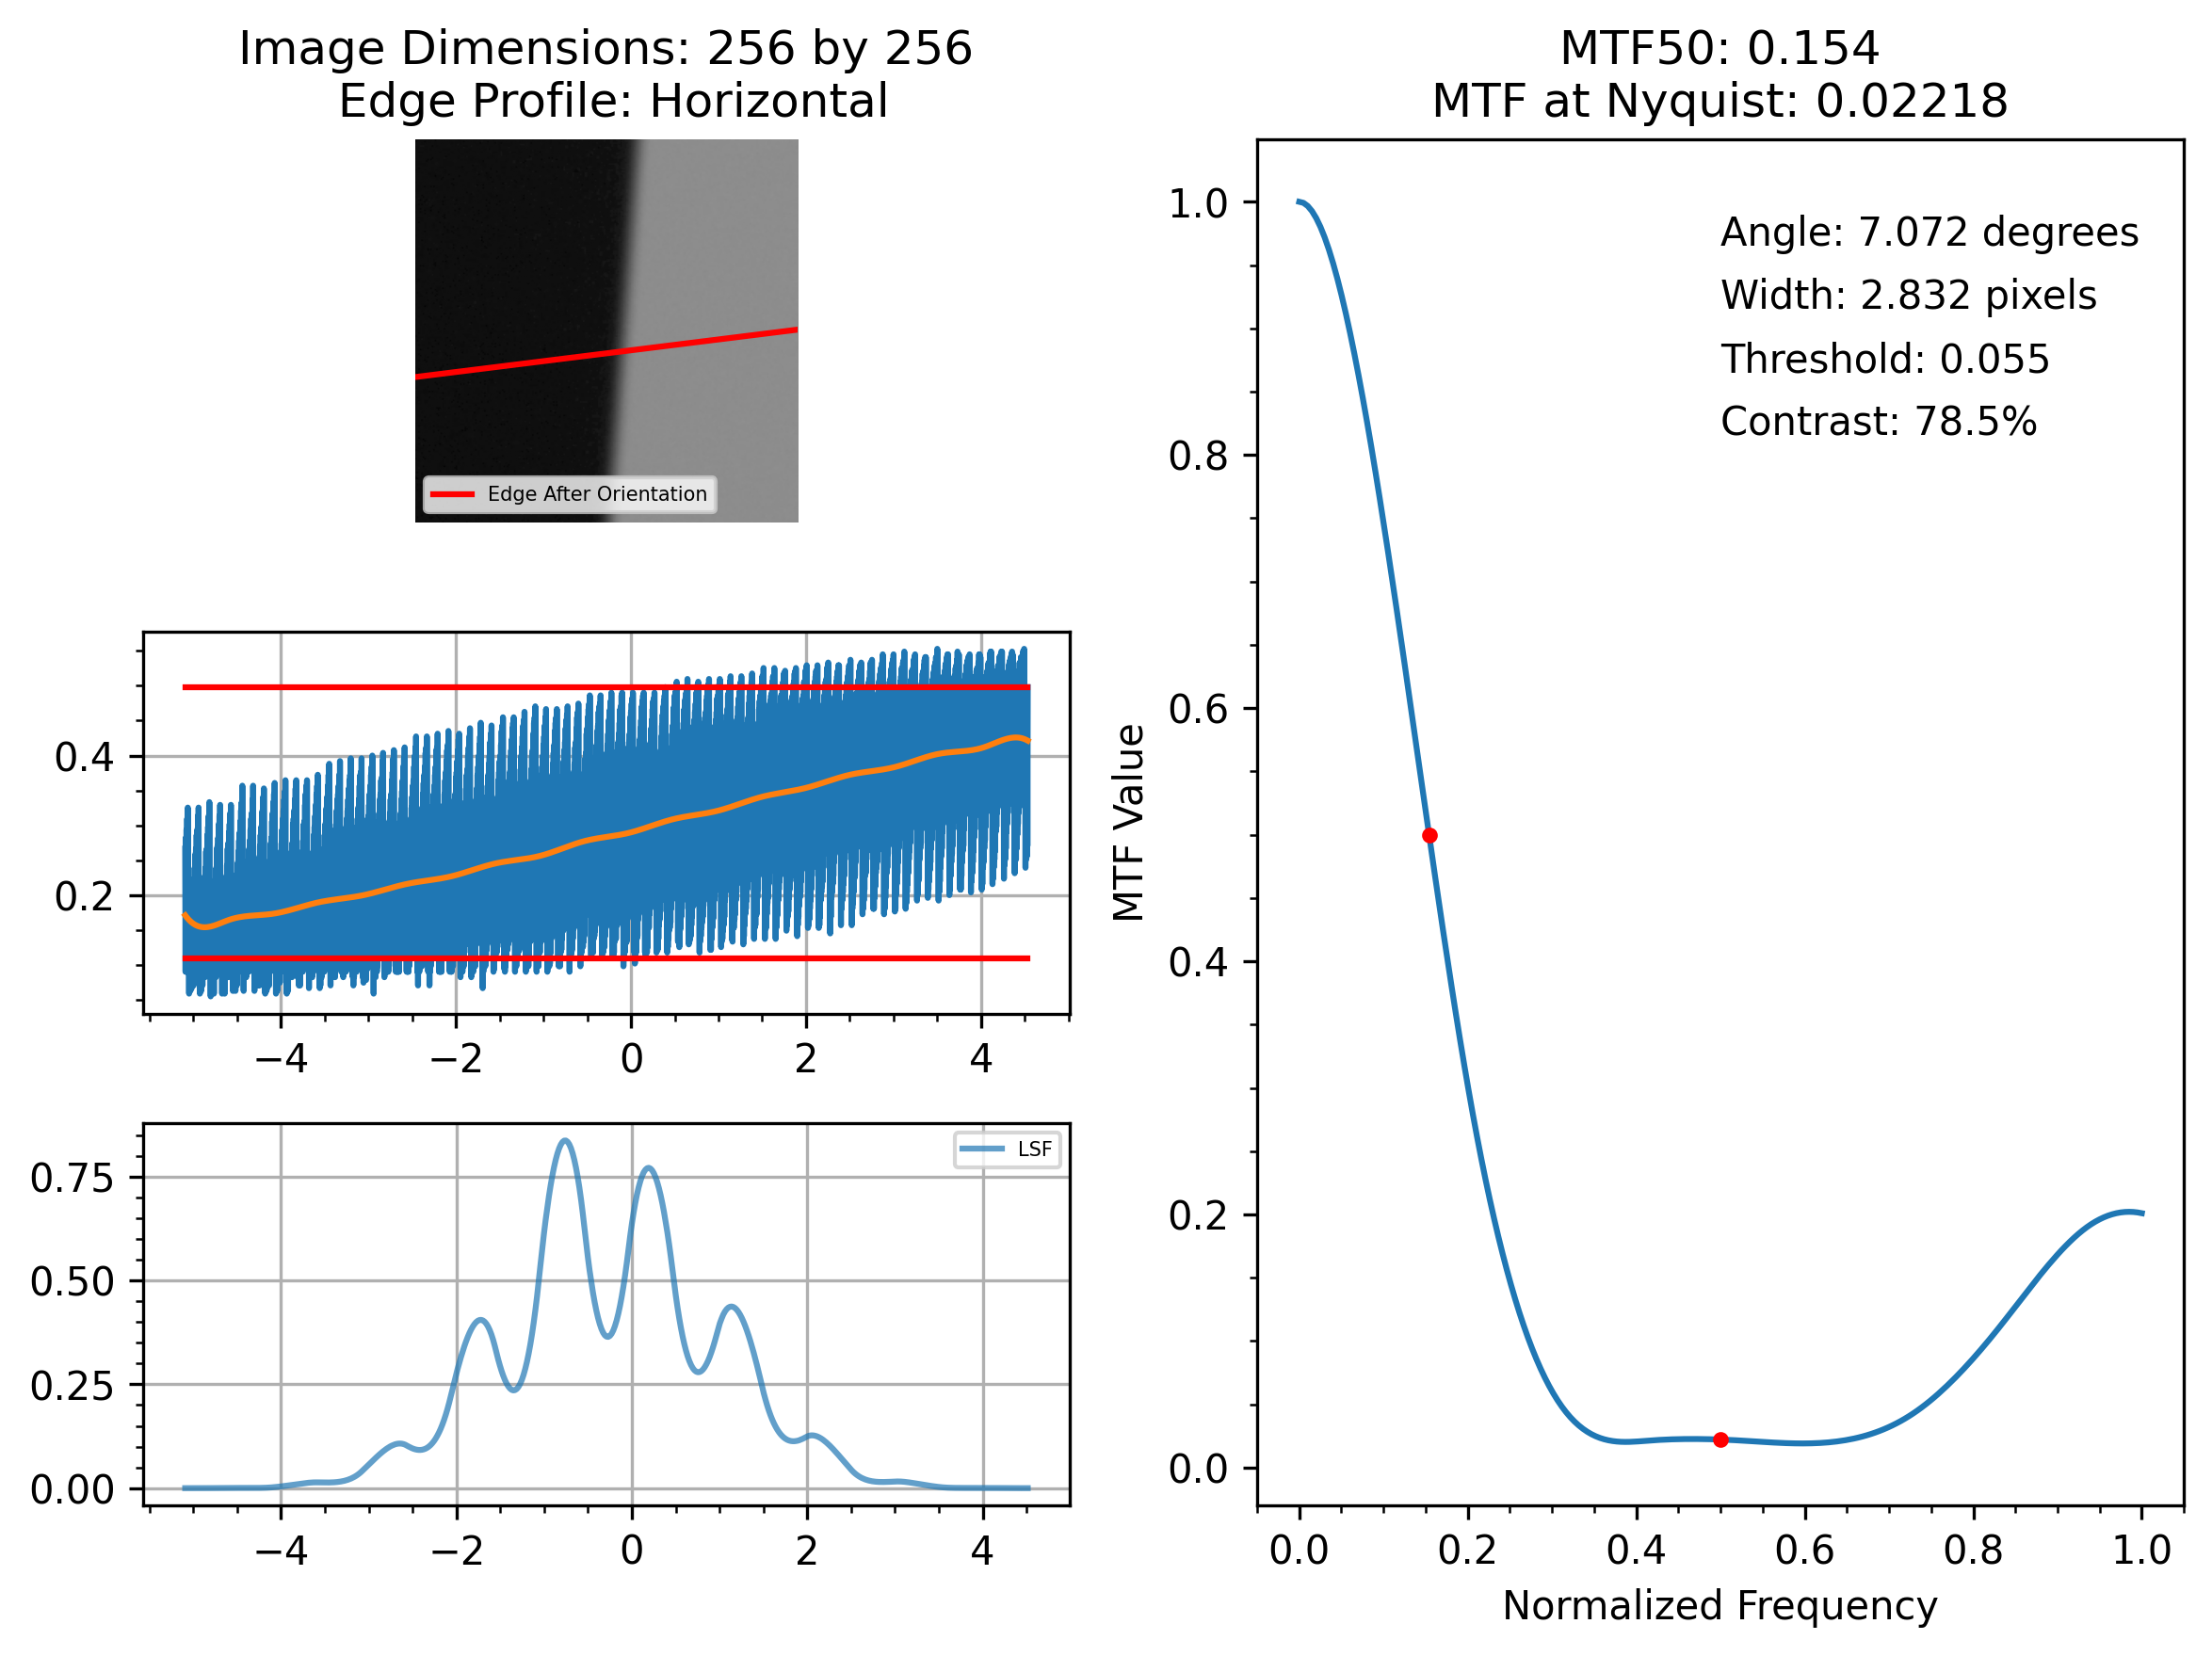 Image Dimensions: 256 by 256
Edge Profile: Horizontal
Edge After Orientation
0.4
0.2
−4 −2 0 2 4
LSF
0.75
0.50
0.25
0.00
−4 −2 0 2 4
MTF50: 0.154
MTF at Nyquist: 0.02218
Angle: 7.072 degrees
Width: 2.832 pixels
Threshold: 0.055
Contrast: 78.5%
MTF Value
1.0
0.8
0.6
0.4
0.2
0.0
0.0 0.2 0.4 0.6 0.8 1.0
Normalized Frequency